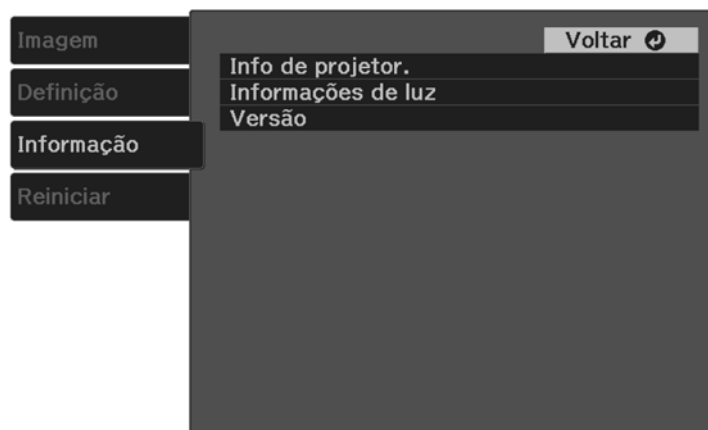 Imagem
Definição
Informação
Reiniciar
Voltar
Info de projetor.
Informações de luz
Versão